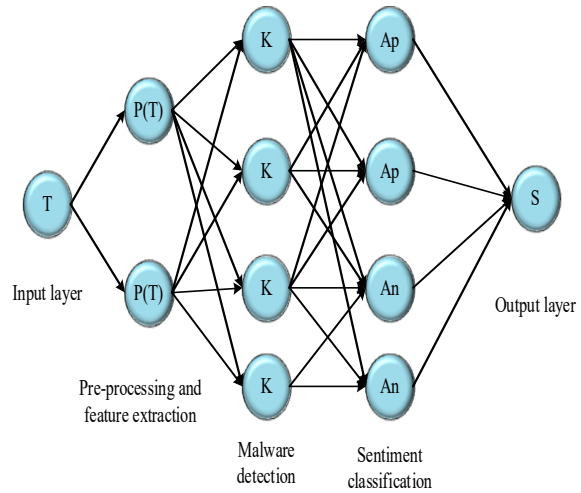 K
Ap
P(T)
K
Ap
T
S
Input layer
P(T)
K
An
Output layer
Pre-processing and
feature extraction
K
An
Malware
detection
Sentiment
classification